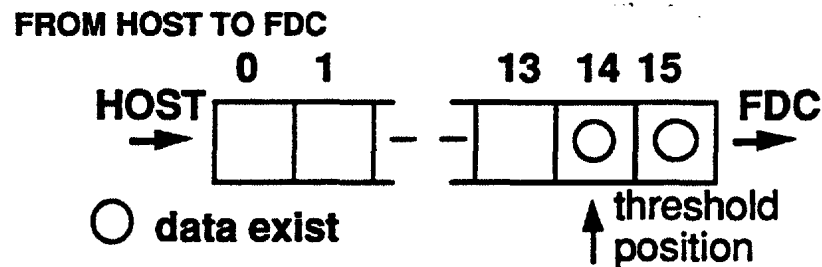 FROM HOST TO FDC
0 1 13 14 15
HOST FDC
data exist
threshold
position